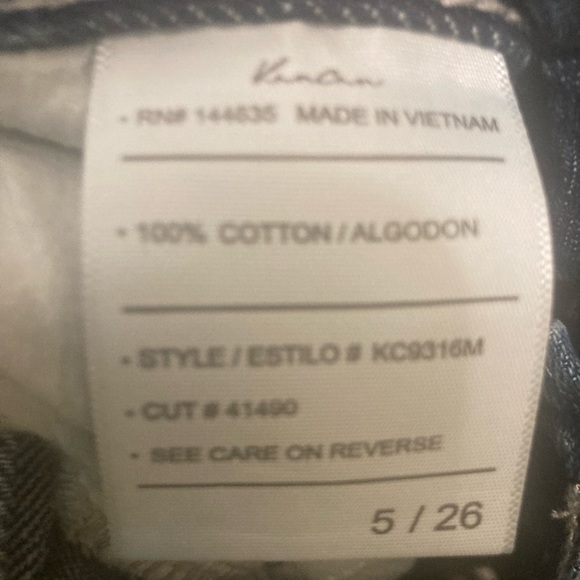 KanCan
• RN# 144835 MADE IN VIETNAM
• 100% COTTON / ALGODON
• STYLE / ESTILO # KC9316M
• CUT # 41490
• SEE CARE ON REVERSE
5 / 26